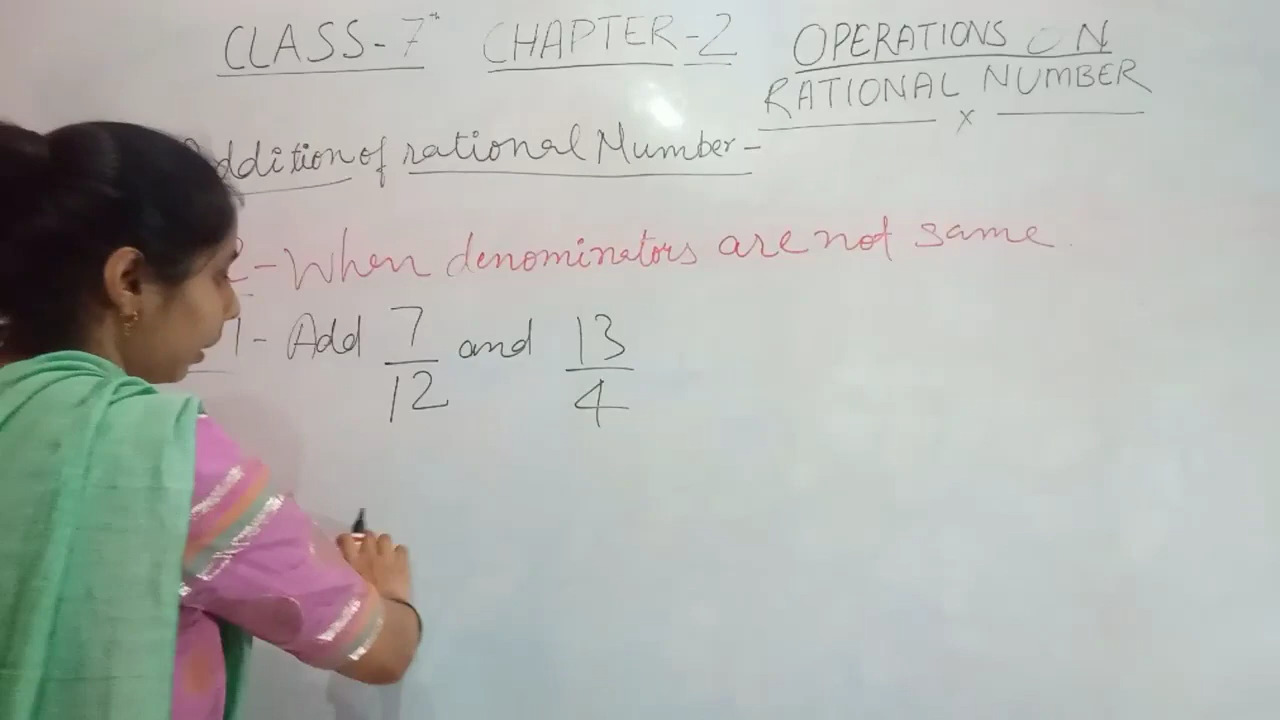 CLASS-7th CHAPTER-2 OPERATIONS ON
RATIONAL NUMBER
x
of rational Number-
2-When denominators are not same.
1- Add 7/12 and 13/4